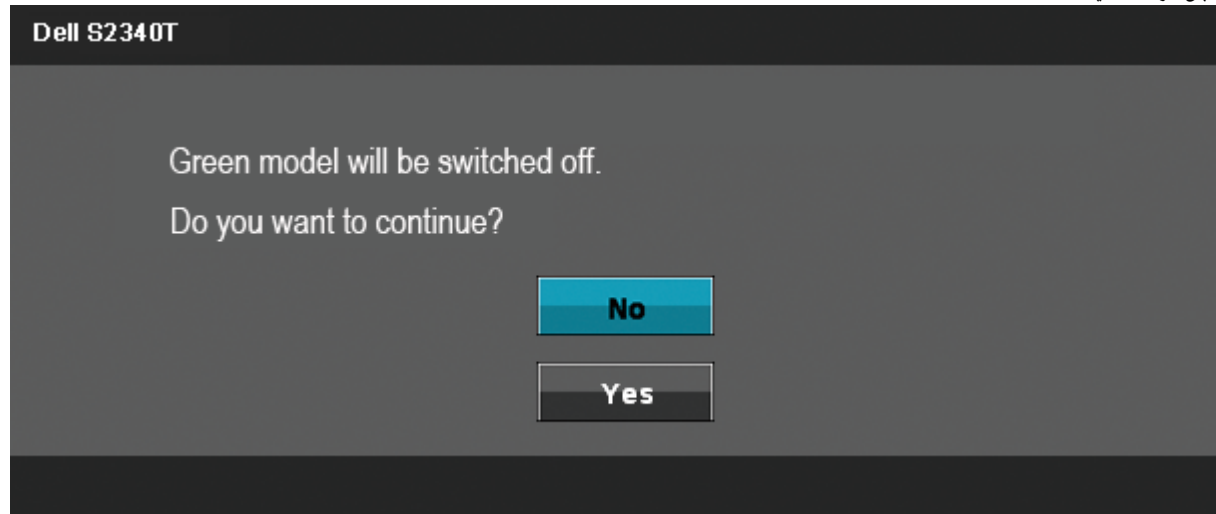 Dell S2340T
Green model will be switched off.
Do you want to continue?
No
Yes